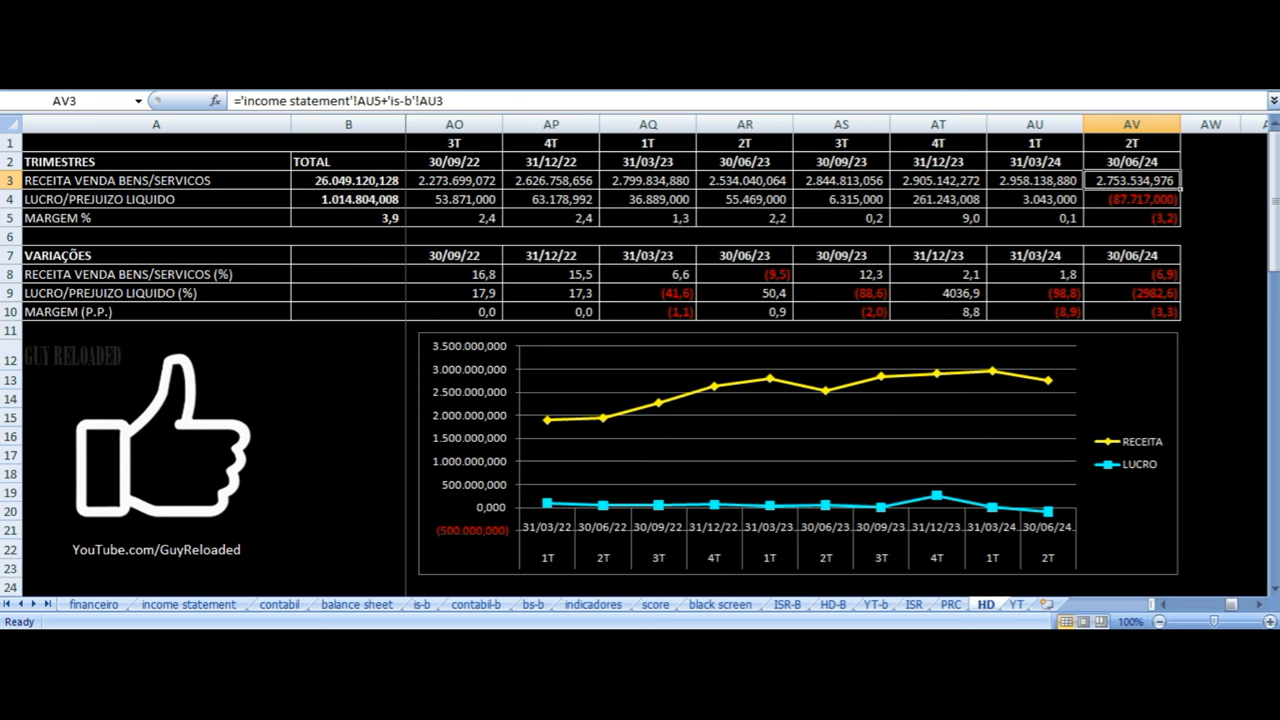 AV3 fx ='income statement'!AU5+'is-b'!AU3
A B AO AP AQ AR AS AT AU AV AW
1 3T 4T 1T 2T 3T 4T 1T 2T
2 TRIMESTRES TOTAL 30/09/22 31/12/22 31/03/23 30/06/23 30/09/23 31/12/23 31/03/24 30/06/24
3 RECEITA VENDA BENS/SERVICOS 26.049.120,128 2.273.699,072 2.626.758,656 2.799.834,880 2.534.040,064 2.844.813,056 2.905.142,272 2.958.138,880 2.753.534,976
4 LUCRO/PREJUIZO LIQUIDO 1.014.804,008 53.871,000 63.178,992 36.889,000 55.469,000 6.315,000 261.243,008 3.043,000 (87.717,000)
5 MARGEM % 3,9 2,4 2,4 1,3 2,2 0,2 9,0 0,1 (3,2)
6
7 VARIAÇÕES 30/09/22 31/12/22 31/03/23 30/06/23 30/09/23 31/12/23 31/03/24 30/06/24
8 RECEITA VENDA BENS/SERVICOS (%) 16,8 15,5 6,6 (9,5) 12,3 2,1 1,8 (6,9)
9 LUCRO/PREJUIZO LIQUIDO (%) 17,9 17,3 (41,6) 50,4 (88,6) 4036,9 (98,8) (2982,6)
10 MARGEM (P.P.) 0,0 0,0 (1,1) 0,9 (2,0) 8,8 (8,9) (3,3)
11
12 GUY RELOADED
13
14
15
16
17
18
19
20
21
22
23
24
YouTube.com/GuyReloaded
3.500.000,000
3.000.000,000
2.500.000,000
2.000.000,000
1.500.000,000
1.000.000,000
500.000,000
0,000
(500.000,000)
31/03/22 30/06/22 30/09/22 31/12/22 31/03/23 30/06/23 30/09/23 31/12/23 31/03/24 30/06/24
1T 2T 3T 4T 1T 2T 3T 4T 1T 2T
RECEITA
LUCRO
financeiro income statement contabil balance sheet is-b contabil-b bs-b indicadores score black screen ISR-B HD-B YT-b ISR PRC HD YT
Ready 100%